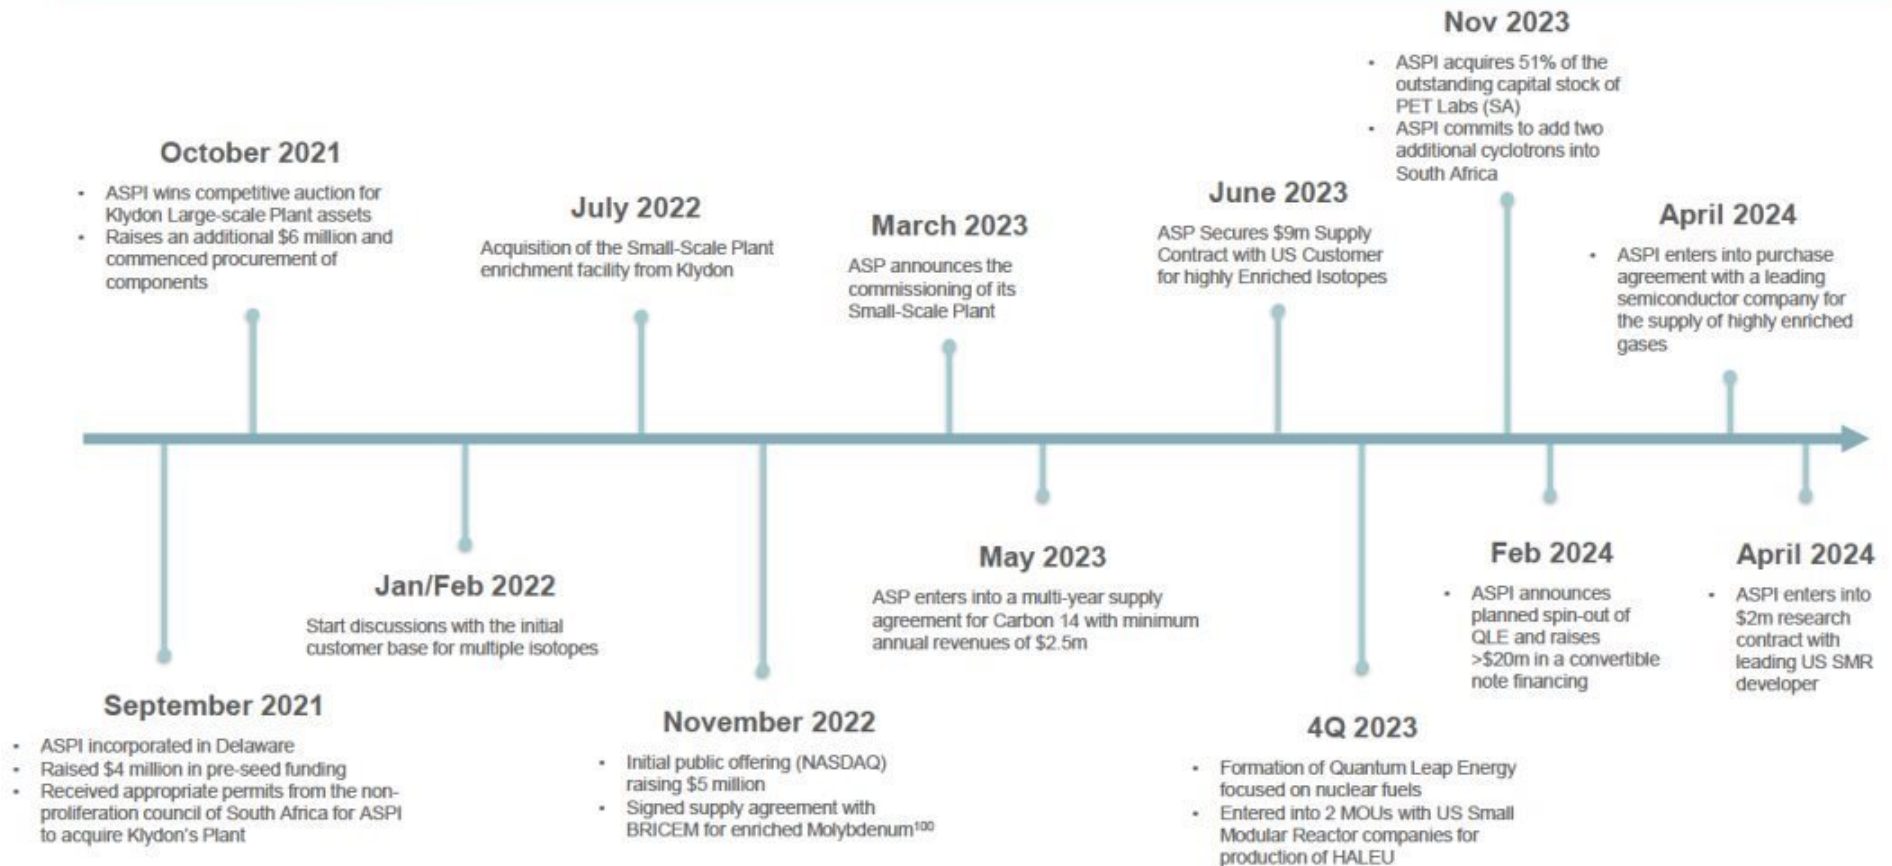 October 2021
• ASPI wins competitive auction for
Klydon Large-scale Plant assets
• Raises an additional $6 million and
commenced procurement of
components
July 2022
Acquisition of the Small-Scale Plant
enrichment facility from Klydon
March 2023
ASP announces the
commissioning of its
Small-Scale Plant
June 2023
ASP Secures $9m Supply
Contract with US Customer
for highly Enriched Isotopes
Nov 2023
• ASPI acquires 51% of the
outstanding capital stock of
PET Labs (SA)
• ASPI commits to add two
additional cyclotrons into
South Africa
April 2024
• ASPI enters into purchase
agreement with a leading
semiconductor company for
the supply of highly enriched
gases
September 2021
• ASPI incorporated in Delaware
• Raised $4 million in pre-seed funding
• Received appropriate permits from the non-
proliferation council of South Africa for ASPI
to acquire Klydon's Plant
Jan/Feb 2022
Start discussions with the initial
customer base for multiple isotopes
November 2022
• Initial public offering (NASDAQ)
raising $5 million
• Signed supply agreement with
BRICEM for enriched Molybdenum¹⁰⁰
May 2023
ASP enters into a multi-year supply
agreement for Carbon 14 with minimum
annual revenues of $2.5m
4Q 2023
• Formation of Quantum Leap Energy
focused on nuclear fuels
• Entered into 2 MOUs with US Small
Modular Reactor companies for
production of HALEU
Feb 2024
• ASPI announces
planned spin-out of
QLE and raises
>$20m in a convertible
note financing
April 2024
• ASPI enters into
$2m research
contract with
leading US SMR
developer